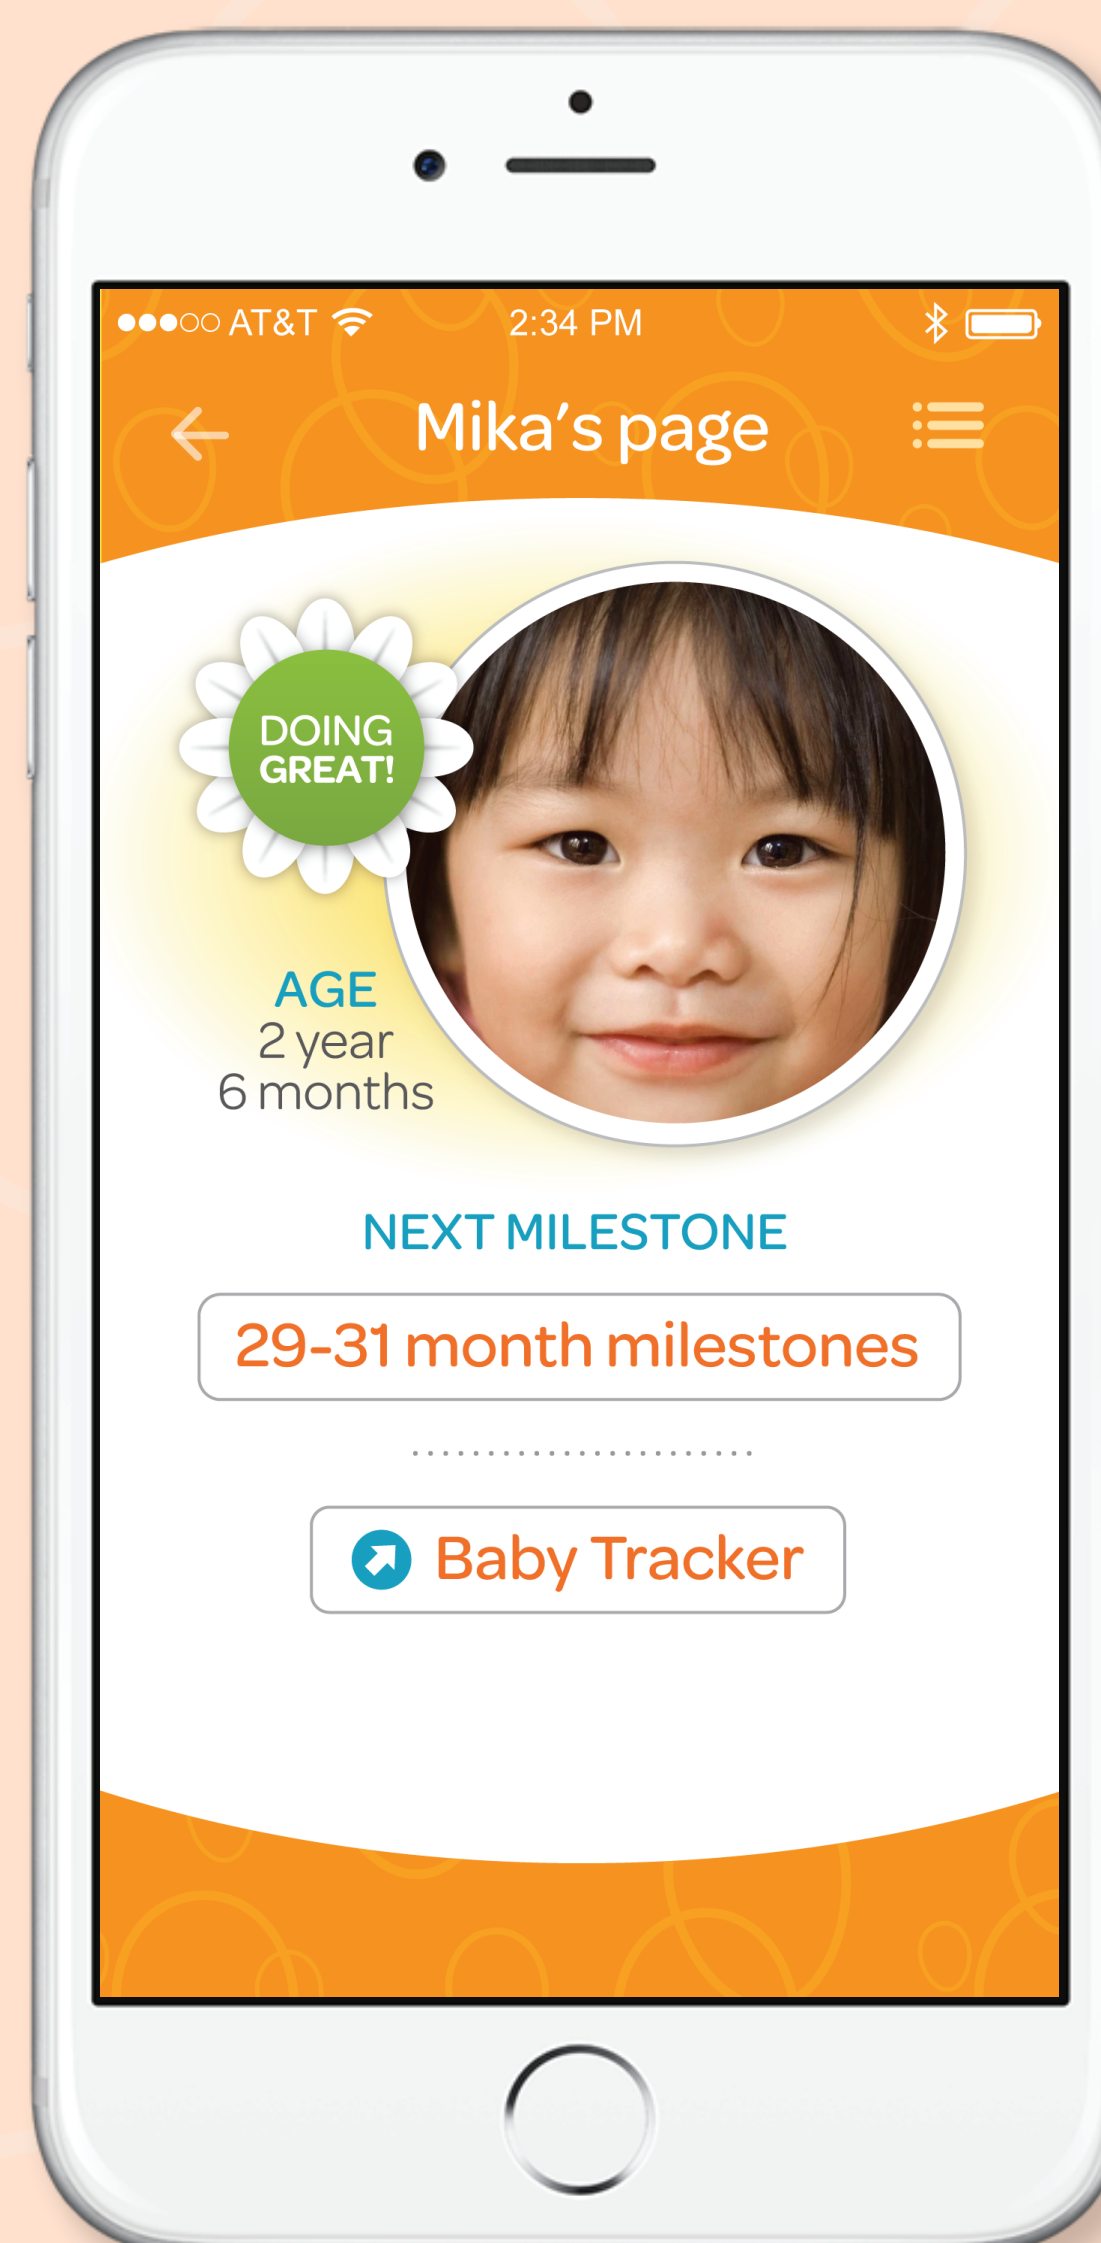 AT&T 2:34 PM
Mika's page
DOING
GREAT!
AGE
2 year
6 months
NEXT MILESTONE
29-31 month milestones
Baby Tracker